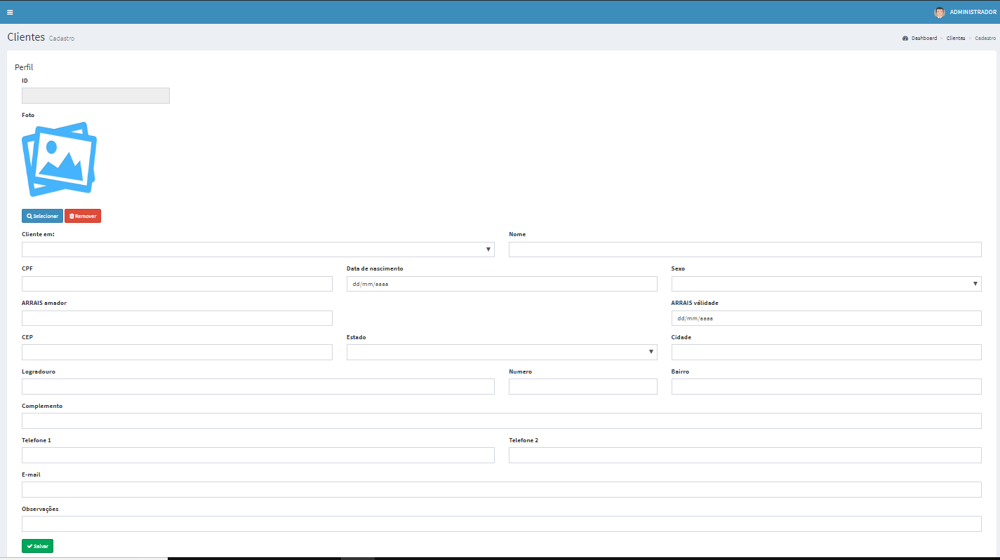 ADMINISTRADOR
Clientes Cadastro
Dashboard > Clientes > Cadastro
Perfil
ID
Foto
Selecionar Remover
Cliente em: Nome
CPF Data de nascimento Sexo
dd/mm/aaaa
ARRAIS amador ARRAIS válidade
dd/mm/aaaa
CEP Estado Cidade
Logradouro Numero Bairro
Complemento
Telefone 1 Telefone 2
E-mail
Observações
Salvar